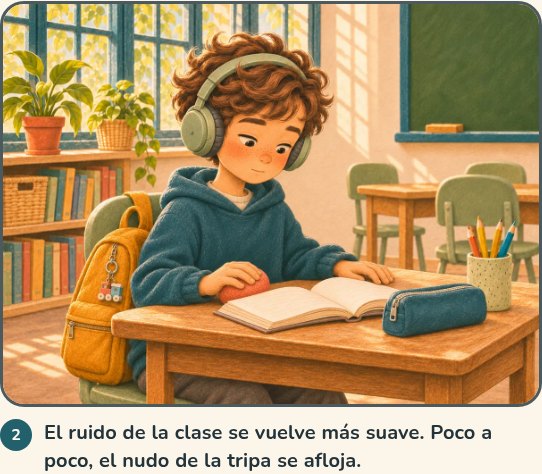 2
El ruido de la clase se vuelve más suave. Poco a
poco, el nudo de la tripa se afloja.